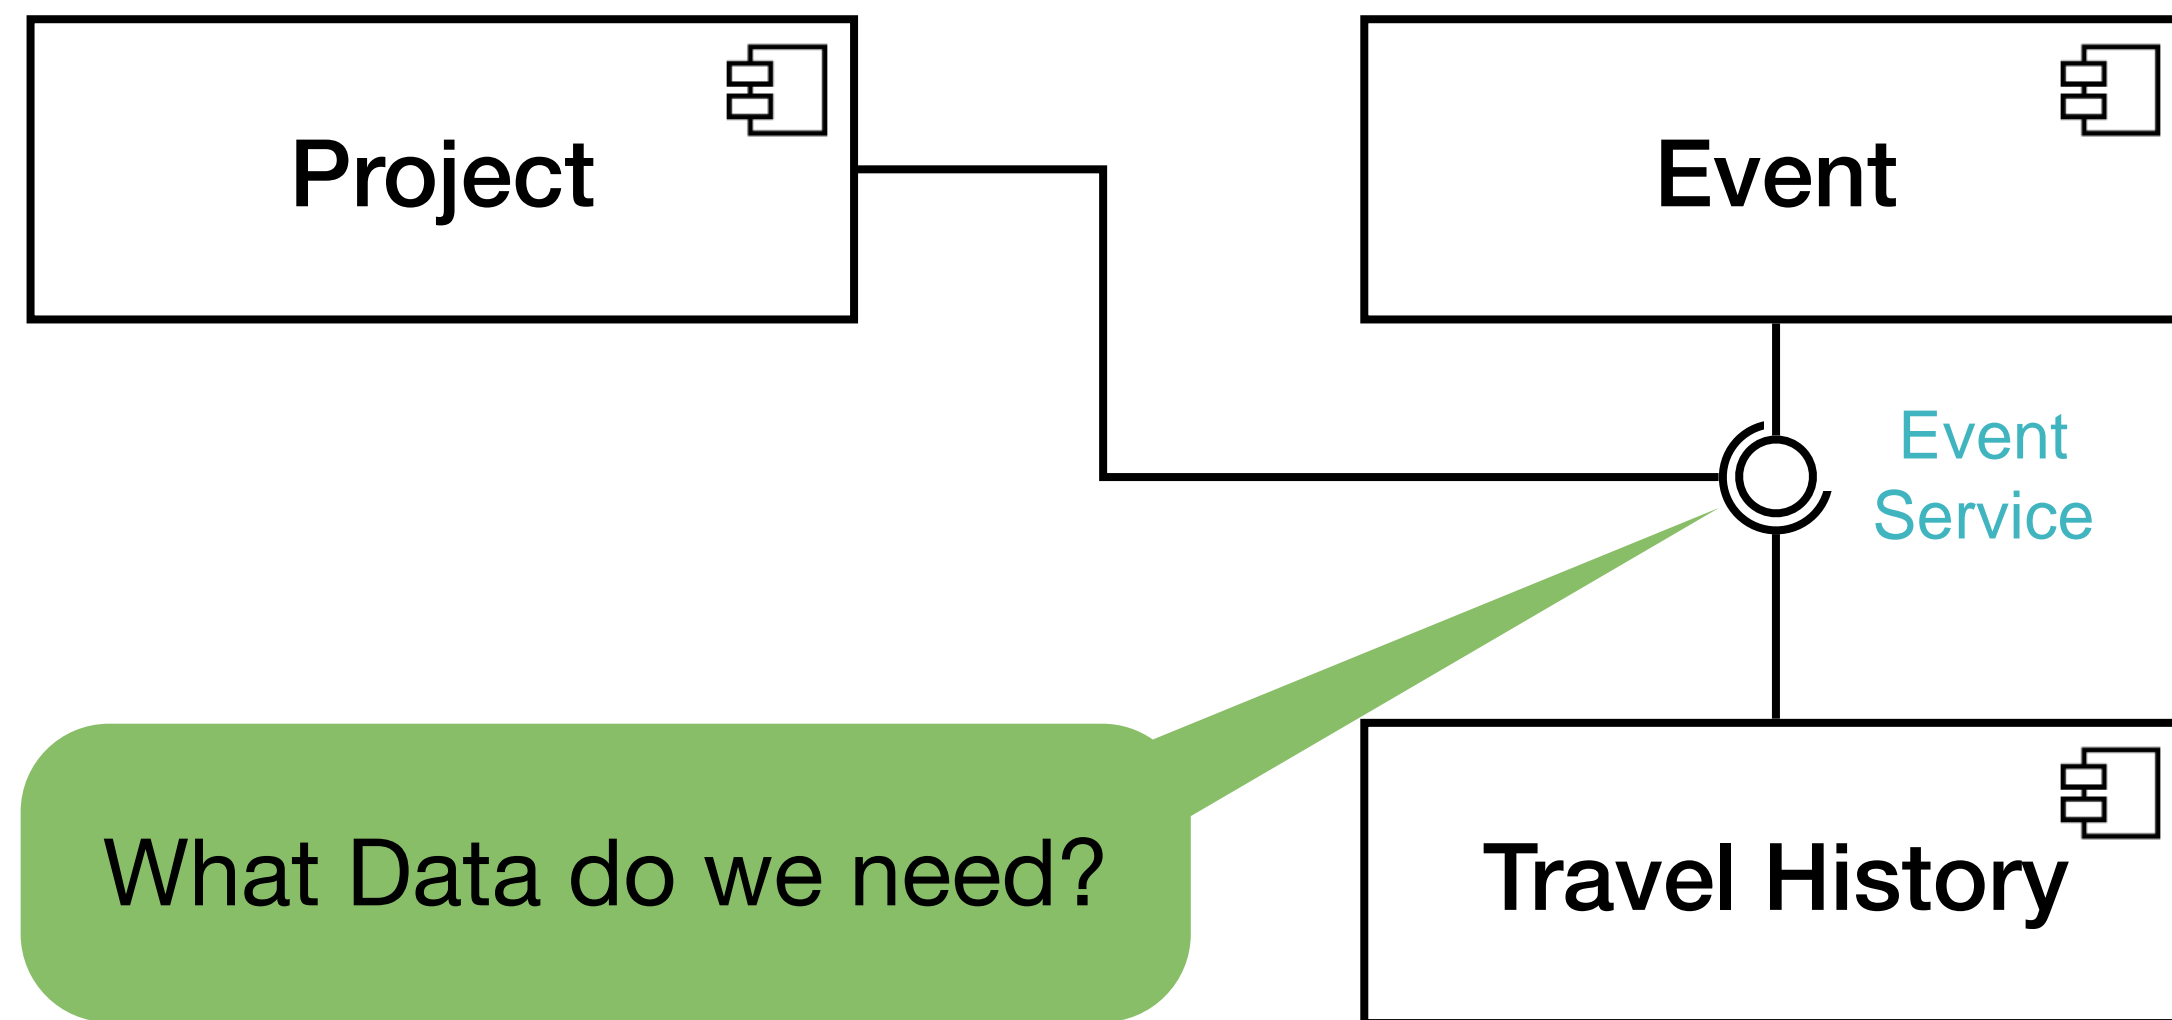 Project
Event
Event
Service
What Data do we need?
Travel History